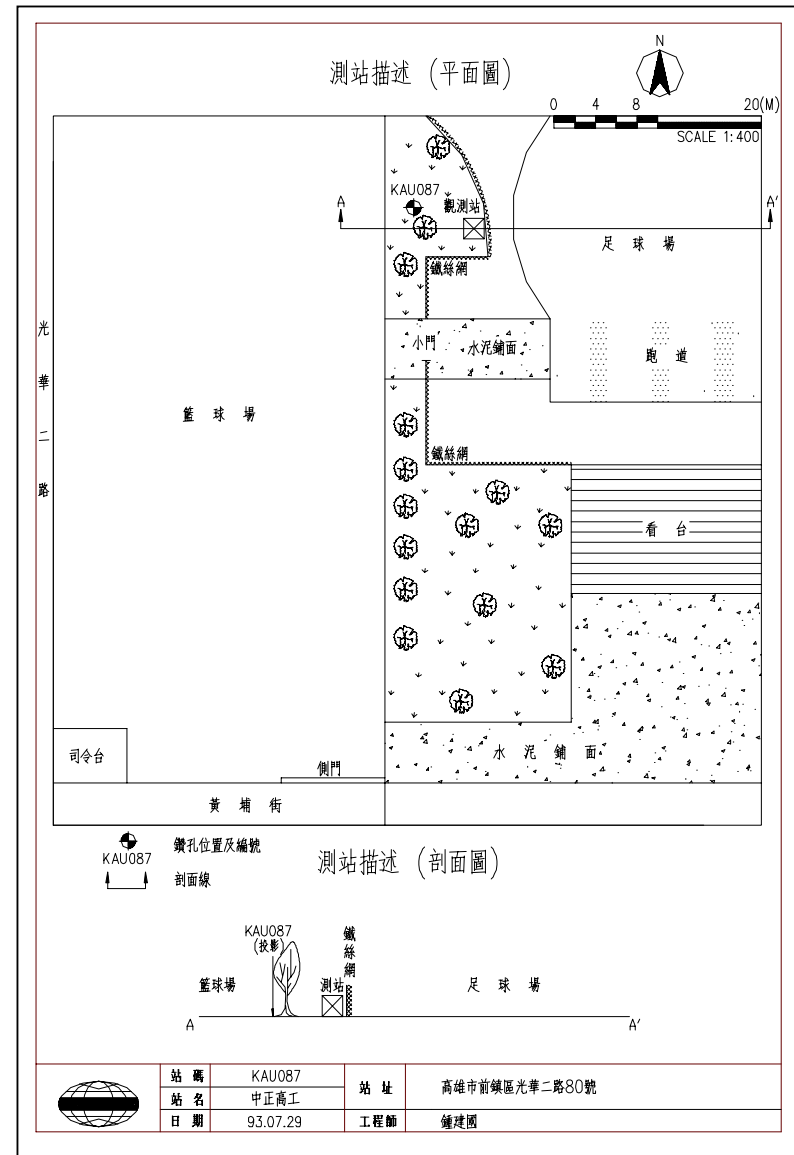 測站描述 (平面圖)
N
0 4 8 20(M)
SCALE 1:400
KAU087
A
觀測站
A'
足球場
鐵絲網
小門
水泥鋪面
跑道
光華二路
籃球場
鐵絲網
看台
司令台
側門
水泥鋪面
黃埔街
KAU087
鑽孔位置及編號
剖面線
測站描述 (剖面圖)
KAU087
(投影)
鐵絲網
籃球場
測站
足球場
A
A'
站碼 KAU087
站名 中正高工
日期 93.07.29
站址 高雄市前鎮區光華二路80號
工程師 鍾建國